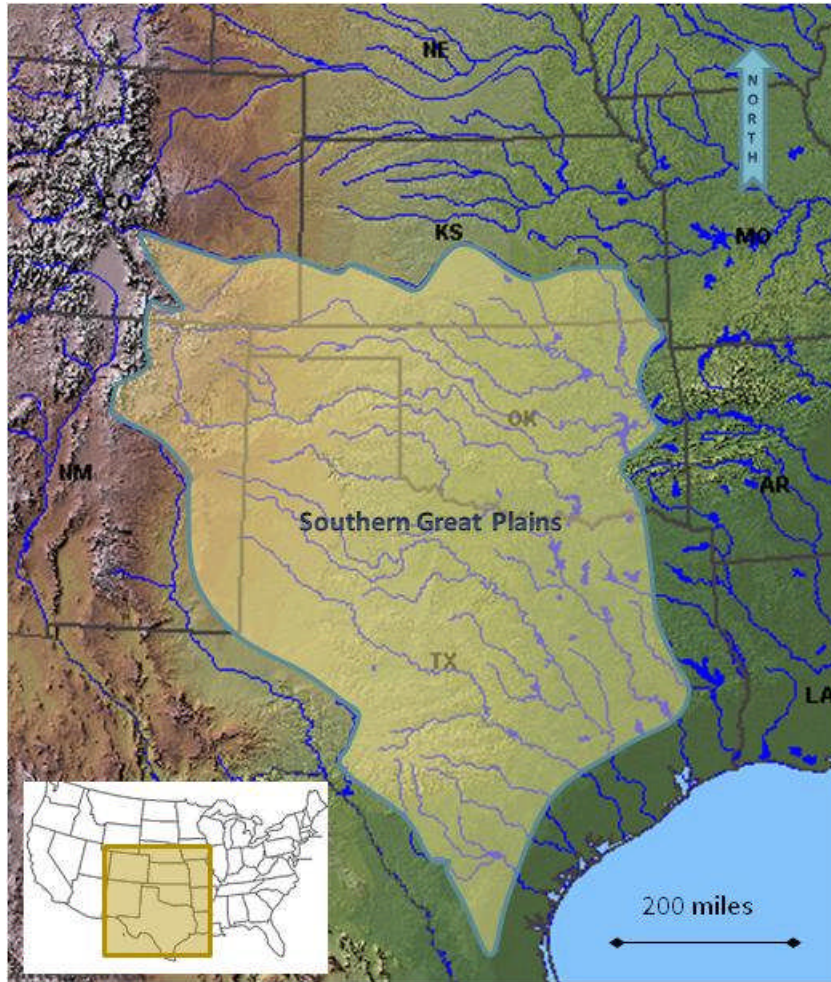 NE
NORTH
CO
KS
MO
OK
NM
AR
Southern Great Plains
TX
LA
200 miles